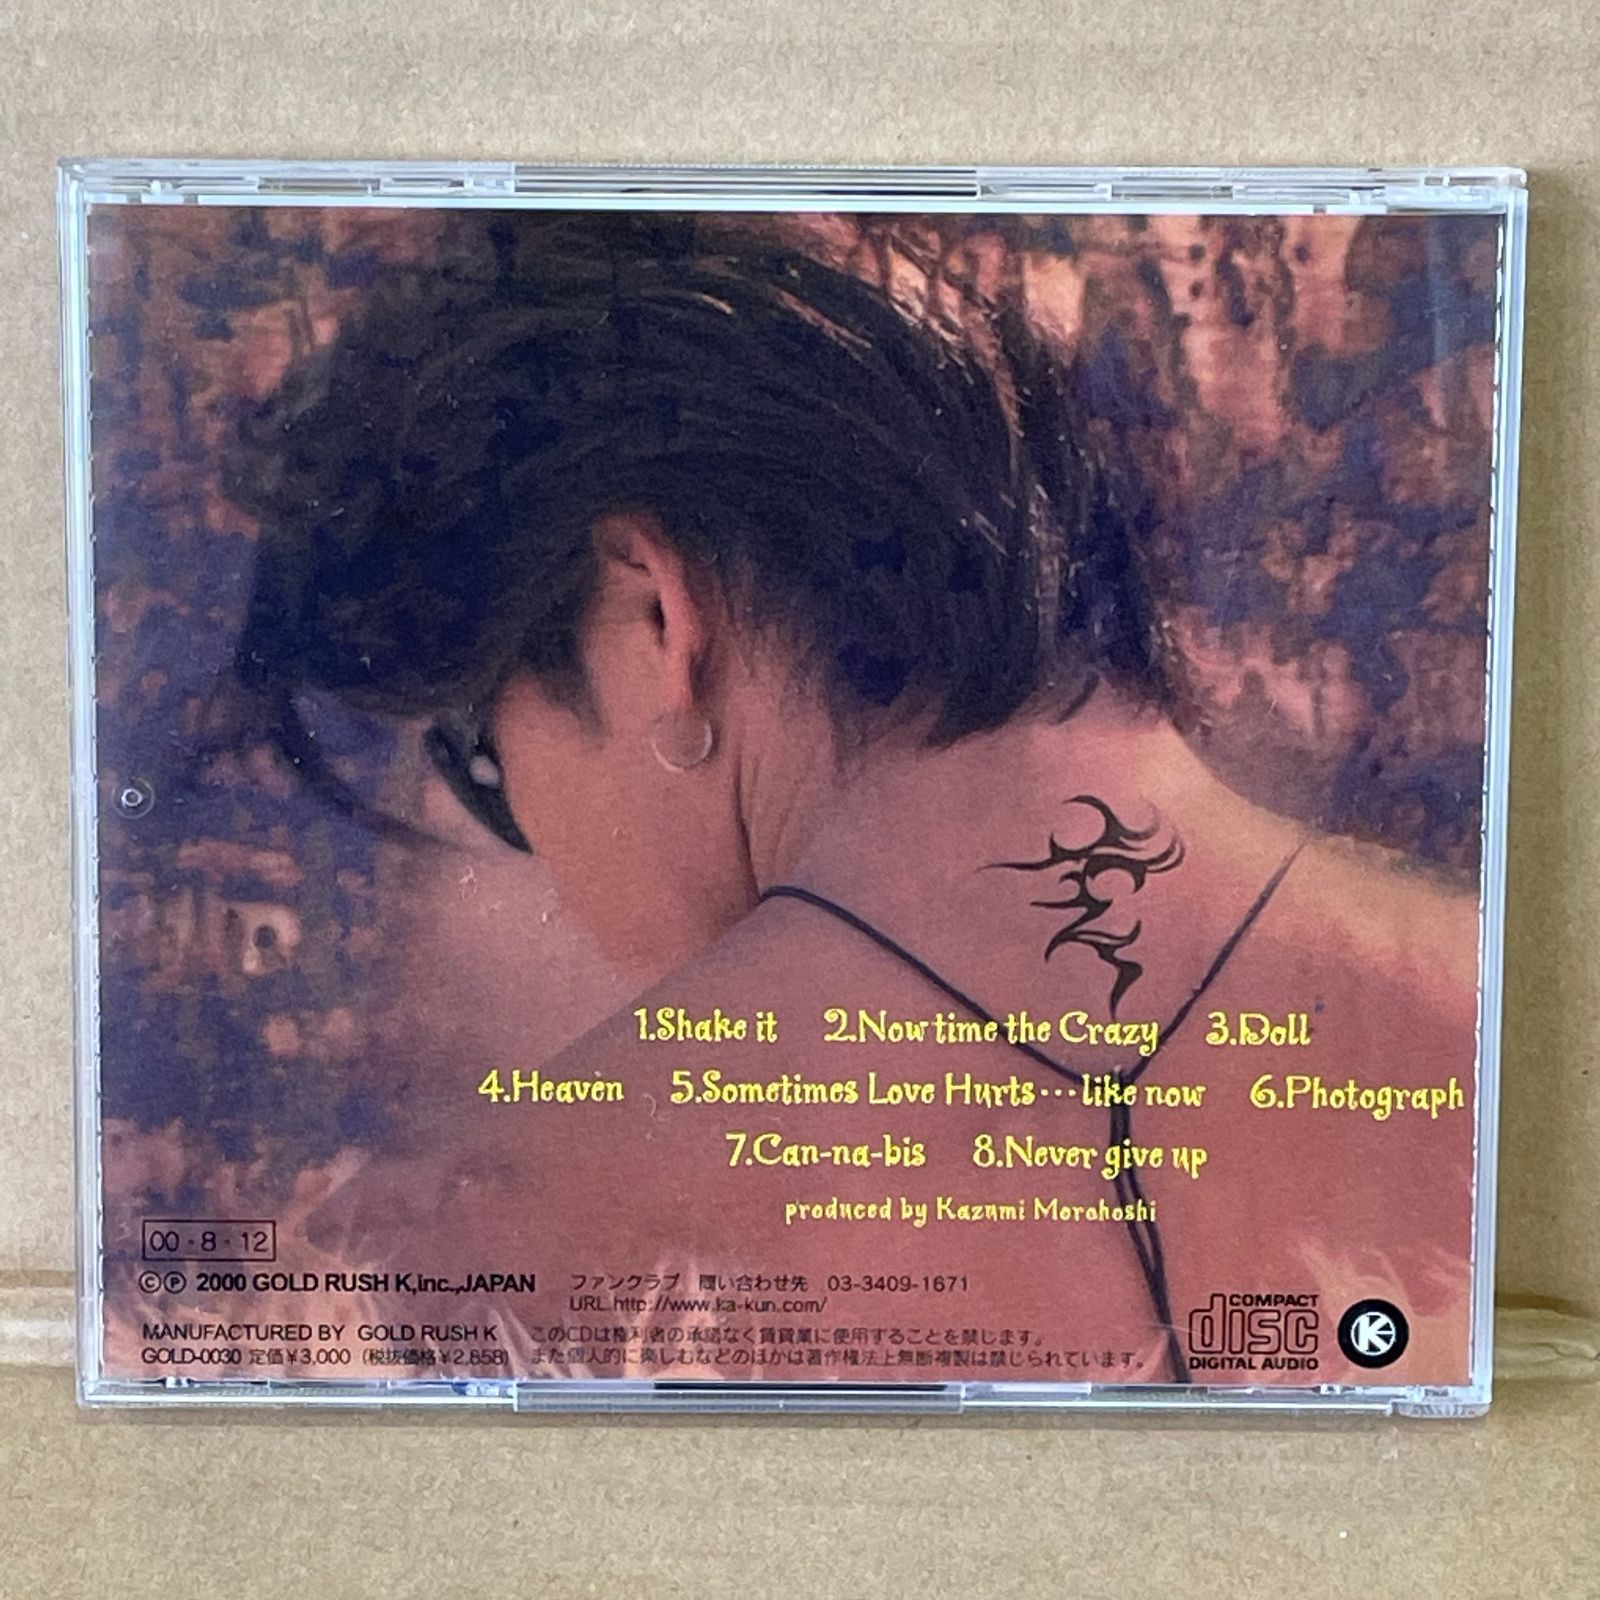 1.Shake it 2.Now time the Crazy 3.Doll
4.Heaven 5.Sometimes Love Hurts…like now 6.Photograph
7.Can-na-bis 8.Never give up
produced by Kazumi Morohoshi
00・8・12
©℗ 2000 GOLD RUSH K,inc.,JAPAN
ファンクラブ 問い合わせ先 03-3409-1671
URL http://www.ka-kun.com/
MANUFACTURED BY GOLD RUSH K
GOLD-0030 定価¥3,000 (税抜価格¥2,858)
このCDは権利者の承諾なく賃貸業に使用することを禁じます。
また個人的に楽しむなどのほかは著作権法上無断複製は禁じられています。
COMPACT
disc
DIGITAL AUDIO
K